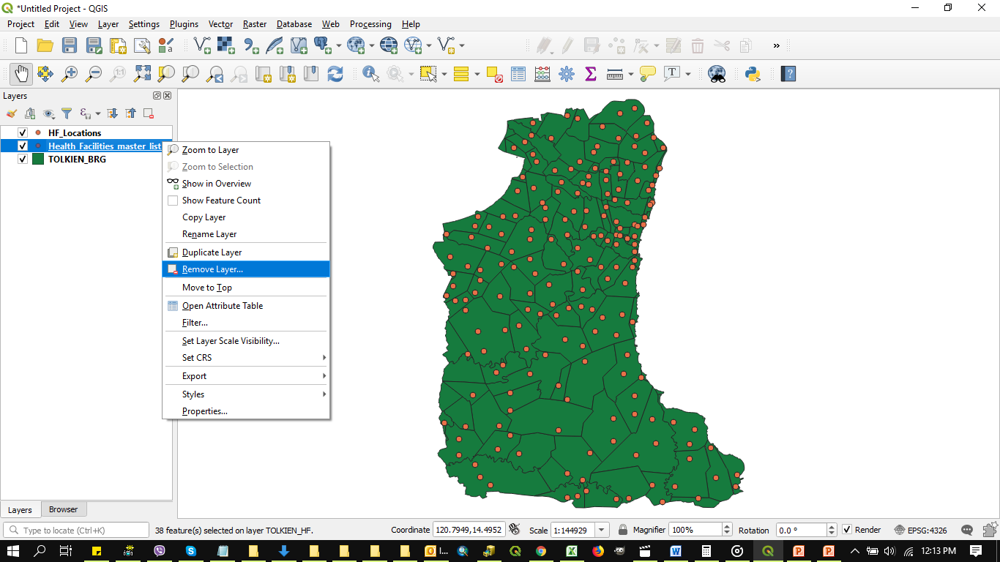 *Untitled Project - QGIS
Project Edit View Layer Settings Plugins Vector Raster Database Web Processing Help
»
1:1
ε
Σ
T
?
Layers
HF_Locations
Health_Facilities_master_list
TOLKIEN_BRG
Zoom to Layer
Zoom to Selection
Show in Overview
Show Feature Count
Copy Layer
Rename Layer
Duplicate Layer
Remove Layer...
Move to Top
Open Attribute Table
Filter...
Set Layer Scale Visibility...
Set CRS
Export
Styles
Properties...
Layers Browser
Type to locate (Ctrl+K) 38 feature(s) selected on layer TOLKIEN_HF. Coordinate 120.7949,14.4952 Scale 1:144929 Magnifier 100% Rotation 0.0 ° Render EPSG:4326
I... 12:13 PM